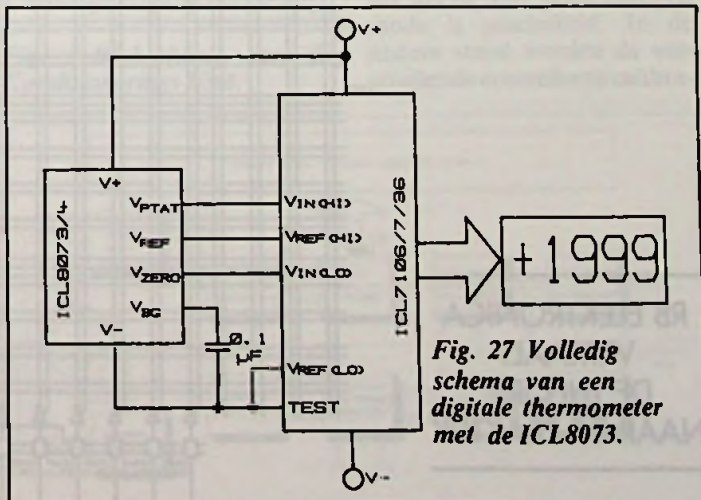 V+
V+
ICL8073/4
VPTAT
VREF
VZERO
VBG
V-
0.1
µF
VIN(HI)
VREF(HI)
VIN(LO)
VREF(LO)
TEST
ICL7106/7/36
+1999
V-
Fig. 27 Volledig
schema van een
digitale thermometer
met de ICL8073.